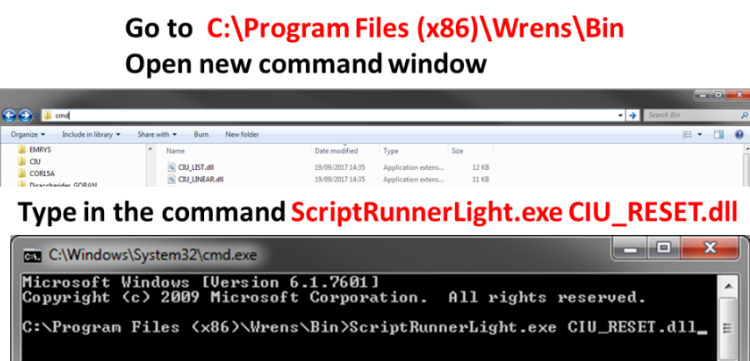 Go to C:\Program Files (x86)\Wrens\Bin
Open new command window
cmd
Search Bin
Organize
Include in library
Share with
Burn
New folder
EMRYS
Name
Date modified
Type
Size
CIU
CIU_LIST.dll
19/09/2017 14:35
Application extens...
12 KB
COR15A
CIU_LINEAR.dll
19/09/2017 14:35
Application extens...
11 KB
Disaccharides_GORAN
Type in the command ScriptRunnerLight.exe CIU_RESET.dll
C:\Windows\System32\cmd.exe
Microsoft Windows [Version 6.1.7601]
Copyright (c) 2009 Microsoft Corporation. All rights reserved.
C:\Program Files (x86)\Wrens\Bin>ScriptRunnerLight.exe CIU_RESET.dll_